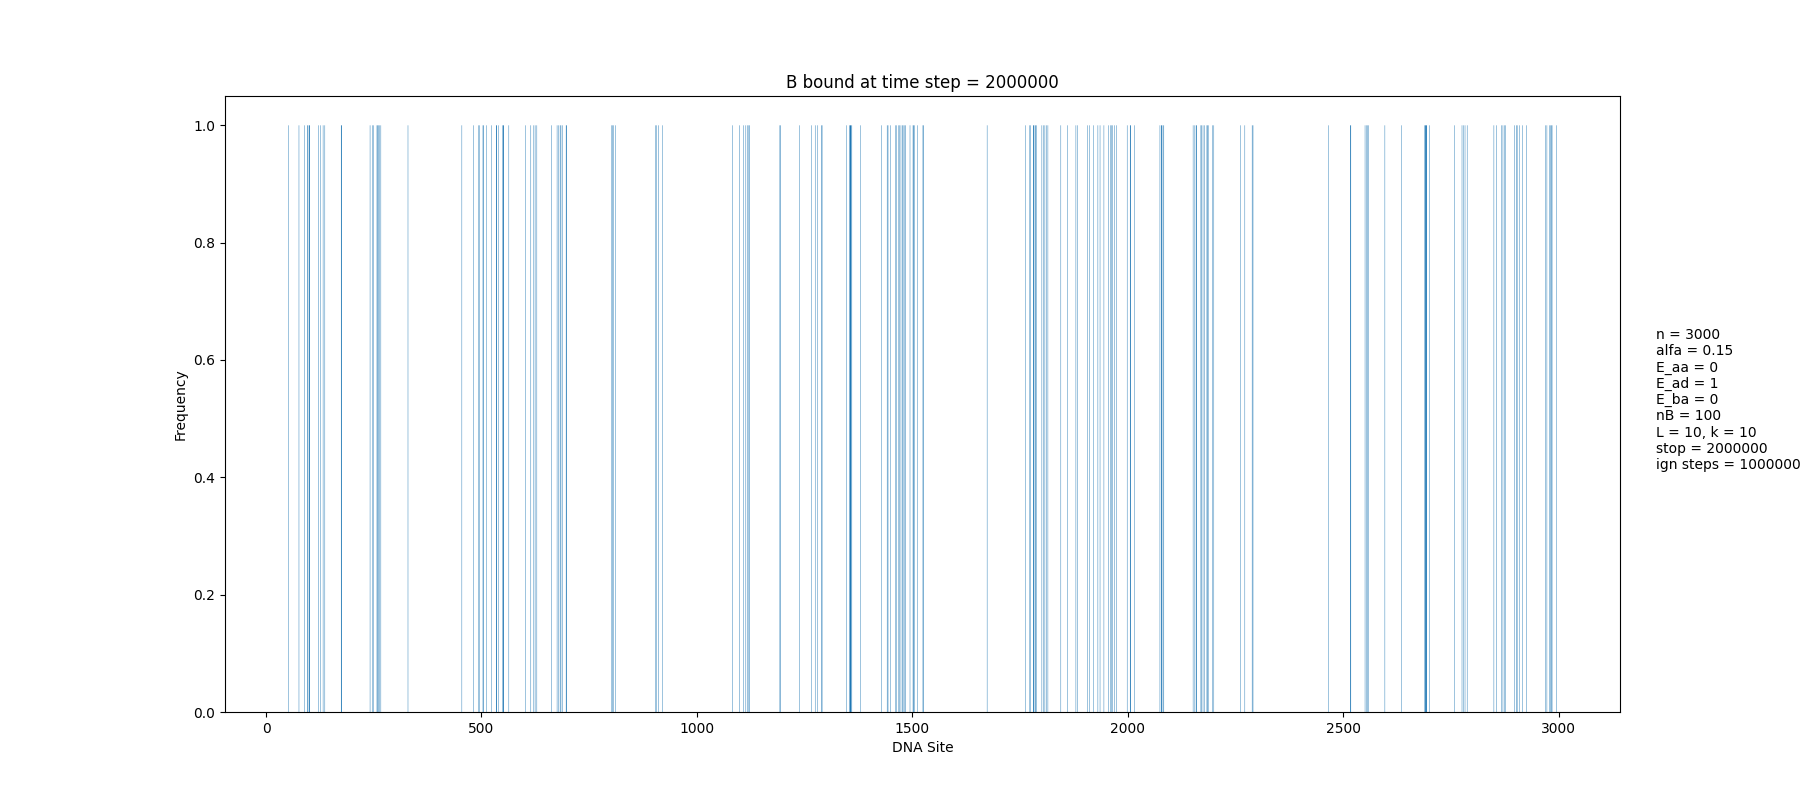 B bound at time step = 2000000
1.0
0.8
0.6
0.4
0.2
0.0
Frequency
0 500 1000 1500 2000 2500 3000
DNA Site
n = 3000
alfa = 0.15
E_aa = 0
E_ad = 1
E_ba = 0
nB = 100
L = 10, k = 10
stop = 2000000
ign steps = 1000000